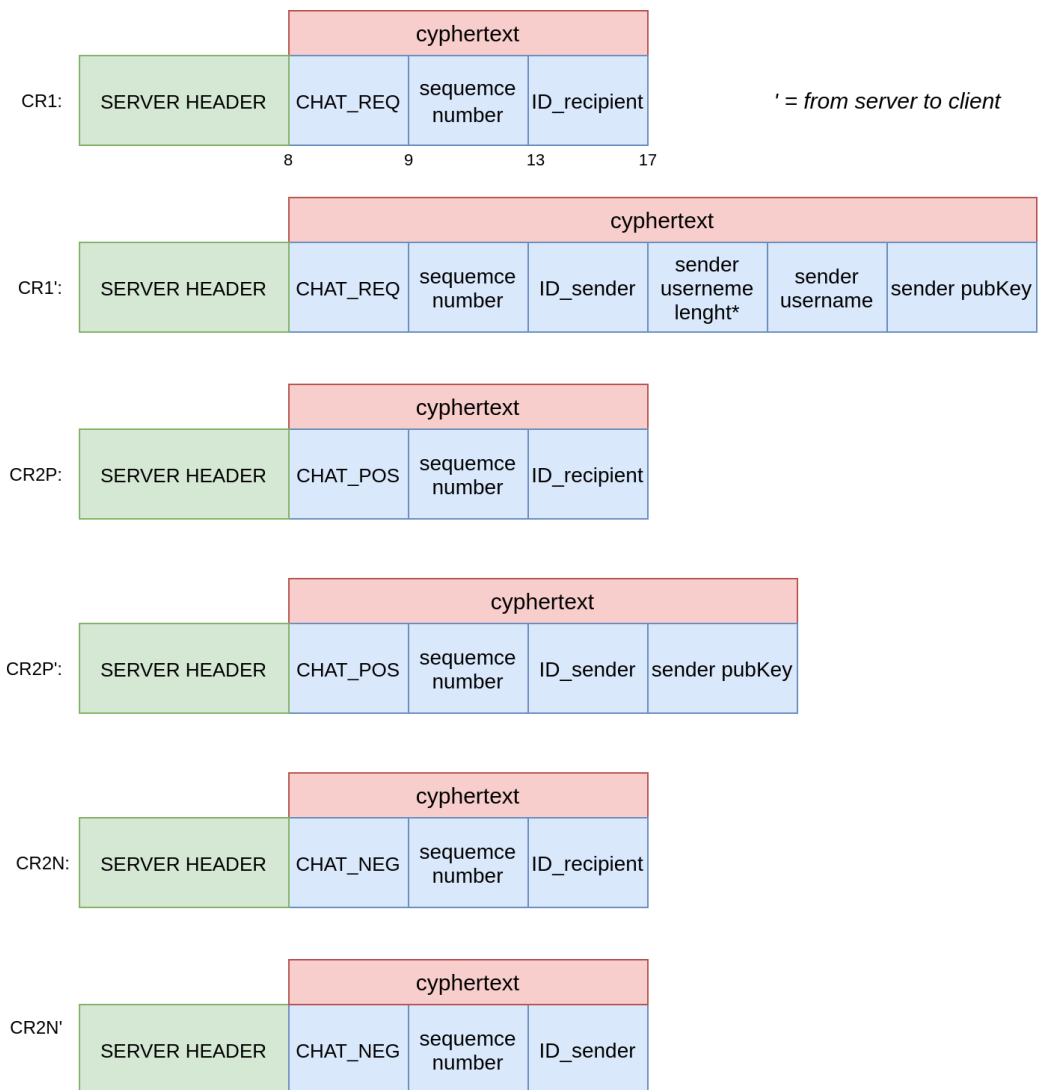 cyphertext
CR1:
SERVER HEADER
CHAT_REQ
sequemce
number
ID_recipient
' = from server to client
8
9
13
17
cyphertext
CR1':
SERVER HEADER
CHAT_REQ
sequemce
number
ID_sender
sender
userneme
lenght*
sender
username
sender pubKey
cyphertext
CR2P:
SERVER HEADER
CHAT_POS
sequemce
number
ID_recipient
cyphertext
CR2P':
SERVER HEADER
CHAT_POS
sequemce
number
ID_sender
sender pubKey
cyphertext
CR2N:
SERVER HEADER
CHAT_NEG
sequemce
number
ID_recipient
cyphertext
CR2N'
SERVER HEADER
CHAT_NEG
sequemce
number
ID_sender